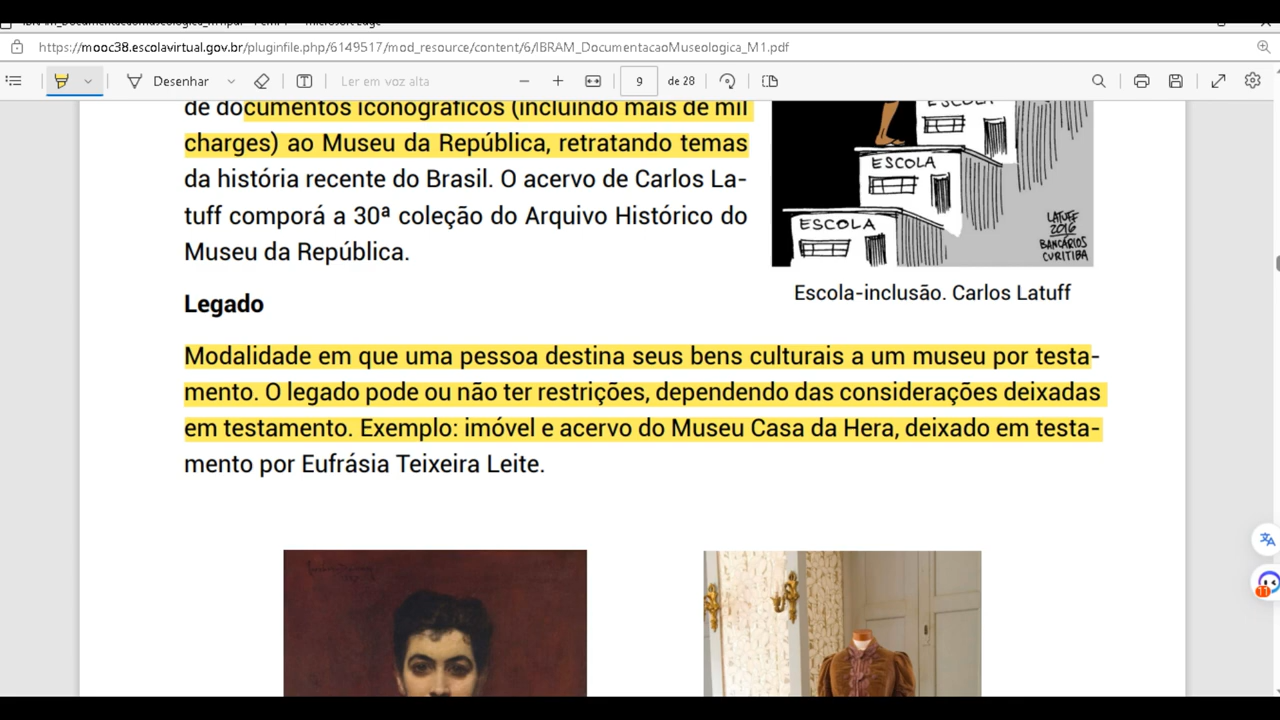 https://mooc38.escolavirtual.gov.br/pluginfile.php/6149517/mod_resource/content/6/IBRAM_DocumentacaoMuseologica_M1.pdf
Desenhar
Ler em voz alta
9 de 28
de documentos iconográficos (incluindo mais de mil
charges) ao Museu da República, retratando temas
da história recente do Brasil. O acervo de Carlos La-
tuff comporá a 30ª coleção do Arquivo Histórico do
Museu da República.
ESCOLA
ESCOLA
ESCOLA
LATUFF
2016
BANCÁRIOS
CURITIBA
Escola-inclusão. Carlos Latuff
Legado
Modalidade em que uma pessoa destina seus bens culturais a um museu por testa-
mento. O legado pode ou não ter restrições, dependendo das considerações deixadas
em testamento. Exemplo: imóvel e acervo do Museu Casa da Hera, deixado em testa-
mento por Eufrásia Teixeira Leite.
11